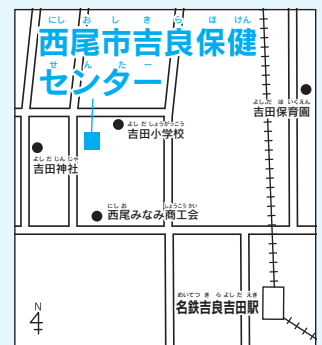 にしおしきらほけん
西尾市吉良保健
せんたー
センター
よしだほいくえん
吉田保育園
よしだしょうがっこう
吉田小学校
よしだじんじゃ
吉田神社
にしお しょうこうかい
西尾みなみ商工会
めいてつきらよしだえき
名鉄吉良吉田駅
N